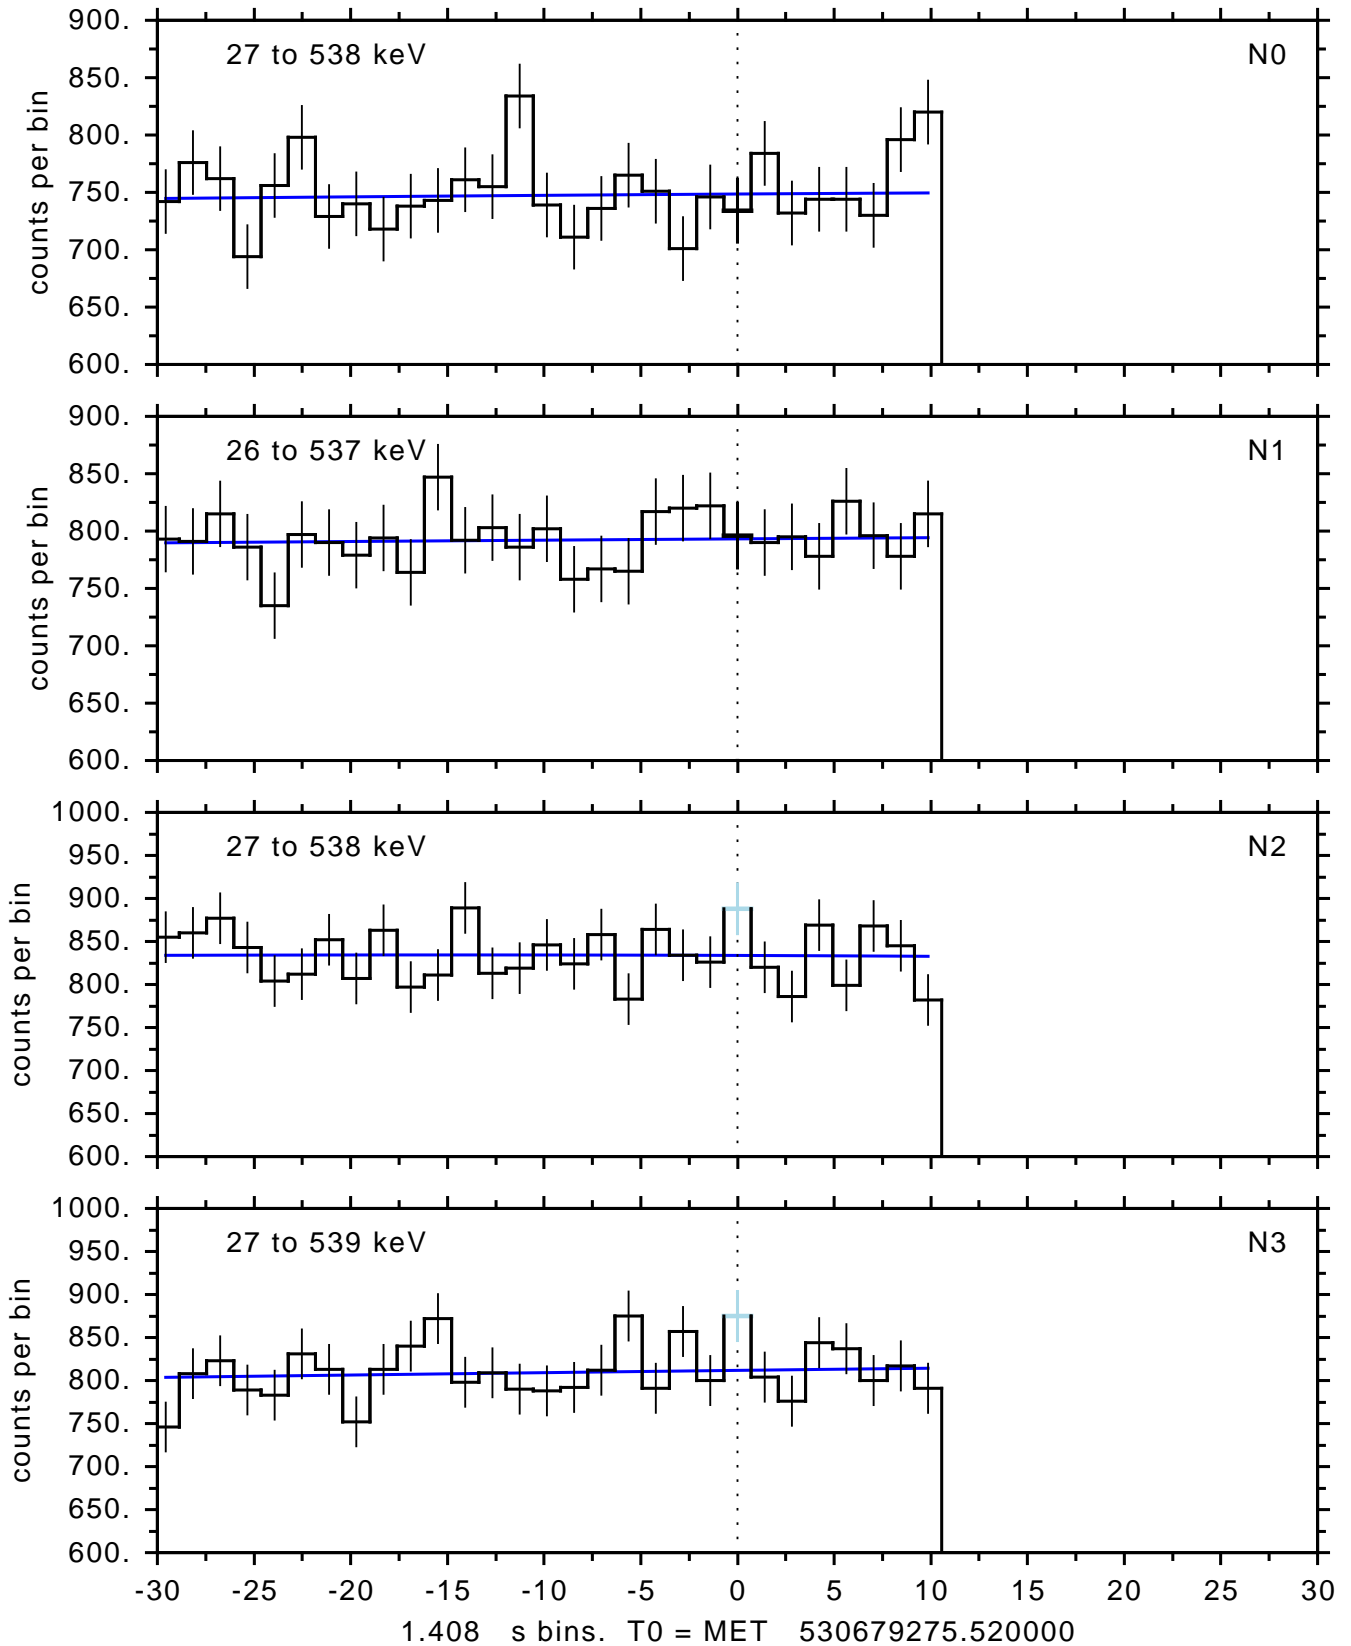 900.
850.
800.
750.
700.
650.
600.
counts per bin
27 to 538 keV
N0
900.
850.
800.
750.
700.
650.
600.
counts per bin
26 to 537 keV
N1
1000.
950.
900.
850.
800.
750.
700.
650.
600.
counts per bin
27 to 538 keV
N2
1000.
950.
900.
850.
800.
750.
700.
650.
600.
counts per bin
27 to 539 keV
N3
-30 -25 -20 -15 -10 -5 0 5 10 15 20 25 30
1.408 s bins. T0 = MET 530679275.520000